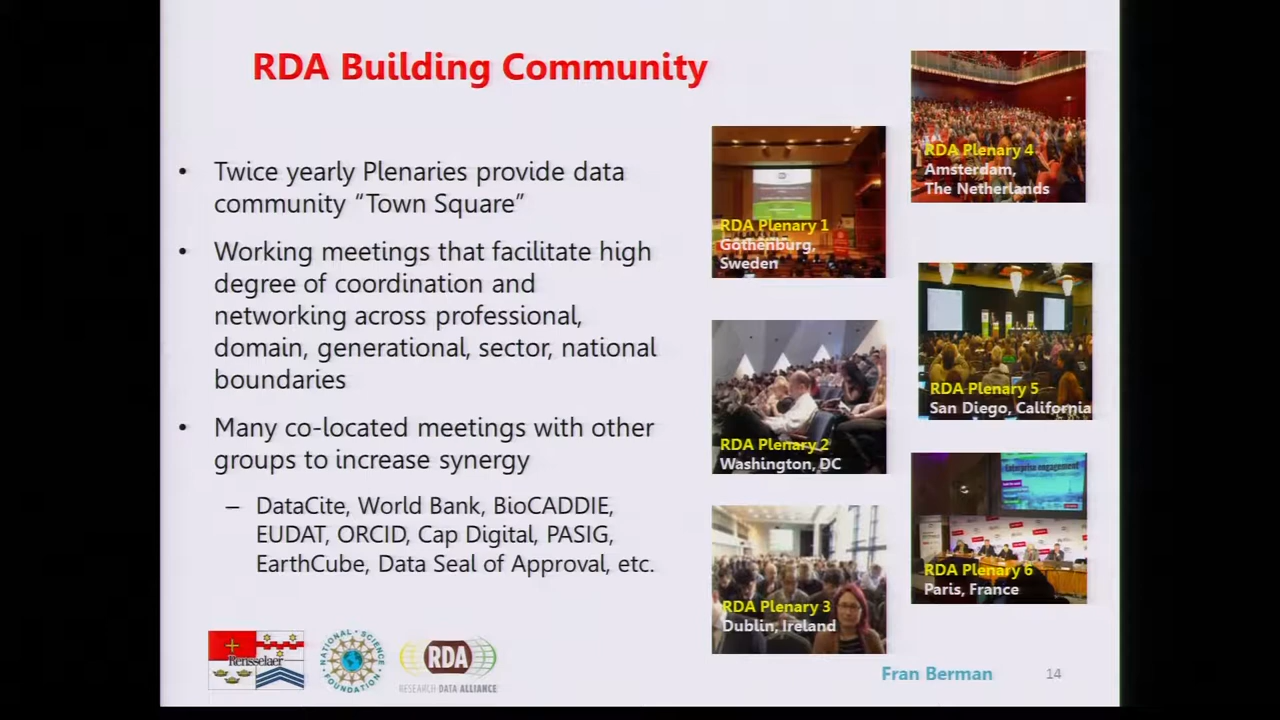 RDA Building Community
• Twice yearly Plenaries provide data
community “Town Square”
• Working meetings that facilitate high
degree of coordination and
networking across professional,
domain, generational, sector, national
boundaries
• Many co-located meetings with other
groups to increase synergy
– DataCite, World Bank, BioCADDIE,
EUDAT, ORCID, Cap Digital, PASIG,
EarthCube, Data Seal of Approval, etc.
RDA Plenary 1
Gothenburg,
Sweden
RDA Plenary 2
Washington, DC
RDA Plenary 3
Dublin, Ireland
RDA Plenary 4
Amsterdam,
The Netherlands
RDA Plenary 5
San Diego, California
Enterprise engagement
RDA Plenary 6
Paris, France
Rensselaer
NATIONAL SCIENCE FOUNDATION
RDA
RESEARCH DATA ALLIANCE
Fran Berman
14